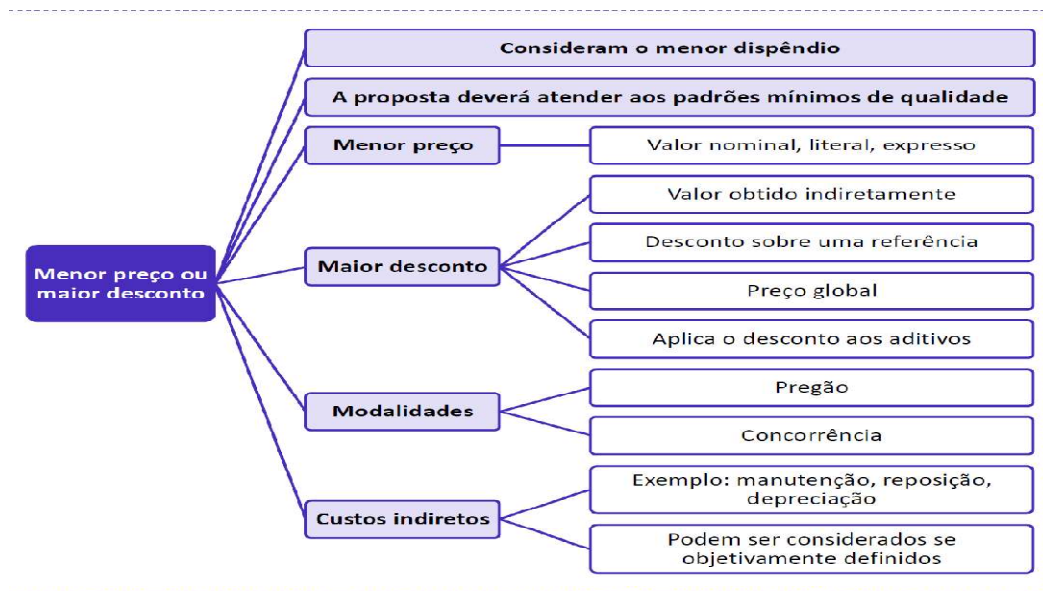 Consideram o menor dispêndio
A proposta deverá atender aos padrões mínimos de qualidade
Menor preço
Valor nominal, literal, expresso
Valor obtido indiretamente
Desconto sobre uma referência
Menor preço ou
maior desconto
Maior desconto
Preço global
Aplica o desconto aos aditivos
Modalidades
Pregão
Concorrência
Custos indiretos
Exemplo: manutenção, reposição,
depreciação
Podem ser considerados se
objetivamente definidos